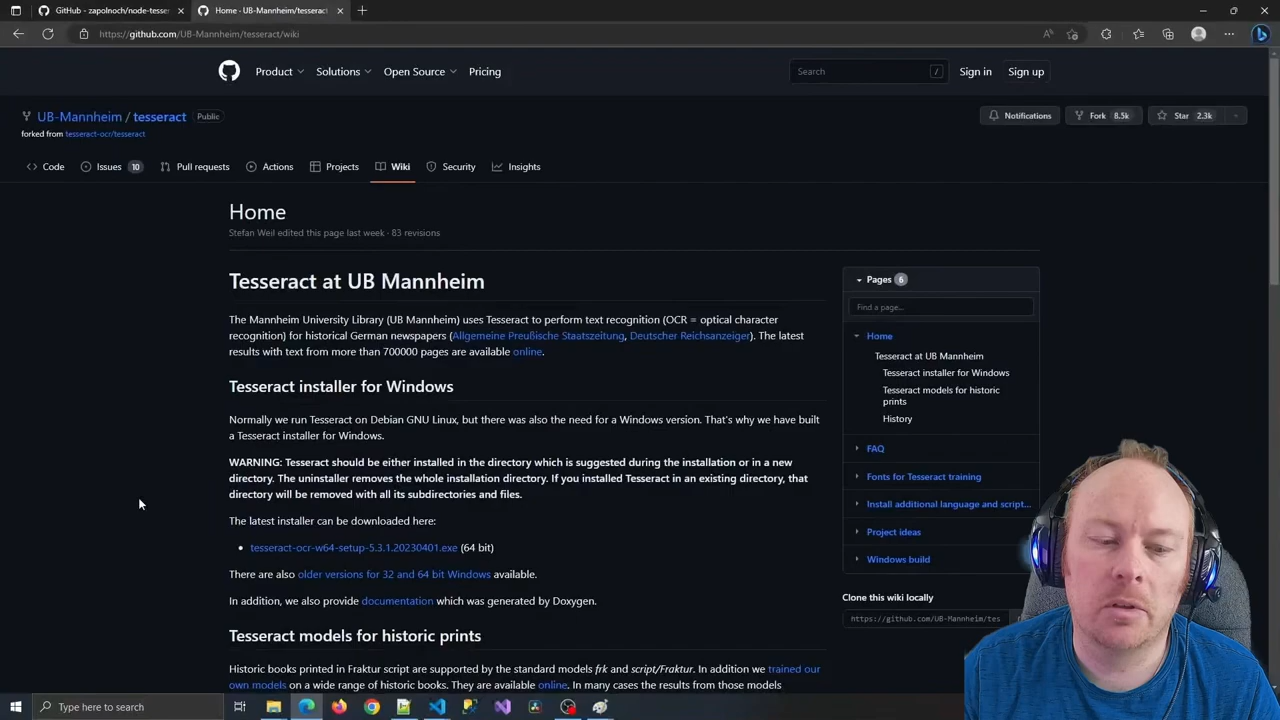 GitHub - zapolnoch/node-tesser
Home · UB-Mannheim/tesseract
https://github.com/UB-Mannheim/tesseract/wiki
Product
Solutions
Open Source
Pricing
Search
/
Sign in
Sign up
UB-Mannheim / tesseract
Public
forked from tesseract-ocr/tesseract
Notifications
Fork 8.5k
Star 2.3k
Code
Issues 10
Pull requests
Actions
Projects
Wiki
Security
Insights
Home
Stefan Weil edited this page last week · 83 revisions
Tesseract at UB Mannheim
The Mannheim University Library (UB Mannheim) uses Tesseract to perform text recognition (OCR = optical character
recognition) for historical German newspapers (Allgemeine Preußische Staatszeitung, Deutscher Reichsanzeiger). The latest
results with text from more than 700000 pages are available online.
Tesseract installer for Windows
Normally we run Tesseract on Debian GNU Linux, but there was also the need for a Windows version. That's why we have built
a Tesseract installer for Windows.
WARNING: Tesseract should be either installed in the directory which is suggested during the installation or in a new
directory. The uninstaller removes the whole installation directory. If you installed Tesseract in an existing directory, that
directory will be removed with all its subdirectories and files.
The latest installer can be downloaded here:
• tesseract-ocr-w64-setup-5.3.1.20230401.exe (64 bit)
There are also older versions for 32 and 64 bit Windows available.
In addition, we also provide documentation which was generated by Doxygen.
Tesseract models for historic prints
Historic books printed in Fraktur script are supported by the standard models frk and script/Fraktur. In addition we trained our
own models on a wide range of historic books. They are available online. In many cases the results from those models
Pages 6
Find a page...
Home
Tesseract at UB Mannheim
Tesseract installer for Windows
Tesseract models for historic
prints
History
FAQ
Fonts for Tesseract training
Install additional language and script...
Project ideas
Windows build
Clone this wiki locally
https://github.com/UB-Mannheim/tes
Type here to search